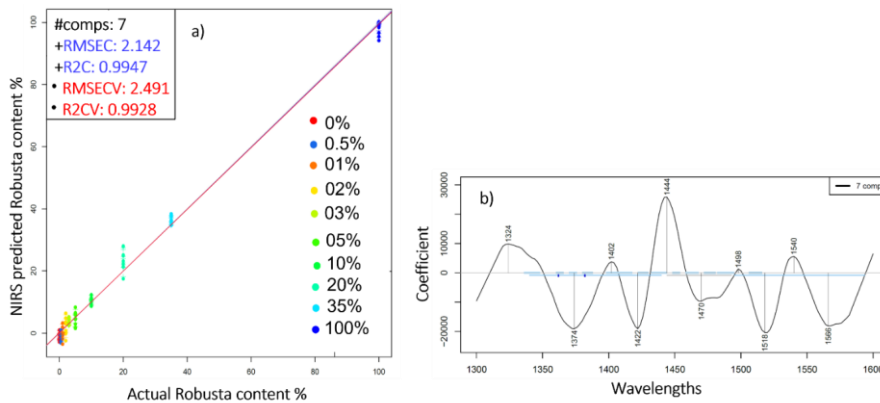 #comps: 7
+RMSEC: 2.142
+R2C: 0.9947
• RMSECV: 2.491
• R2CV: 0.9928
a)
NIRS predicted Robusta content %
100
80
60
40
20
0
0%
0.5%
01%
02%
03%
05%
10%
20%
35%
100%
0 20 40 60 80 100
Actual Robusta content %
b)
7 comp
Coefficient
30000
10000
0
-20000
1324
1374
1402
1422
1444
1470
1498
1518
1540
1566
1300 1350 1400 1450 1500 1550 1600
Wavelengths